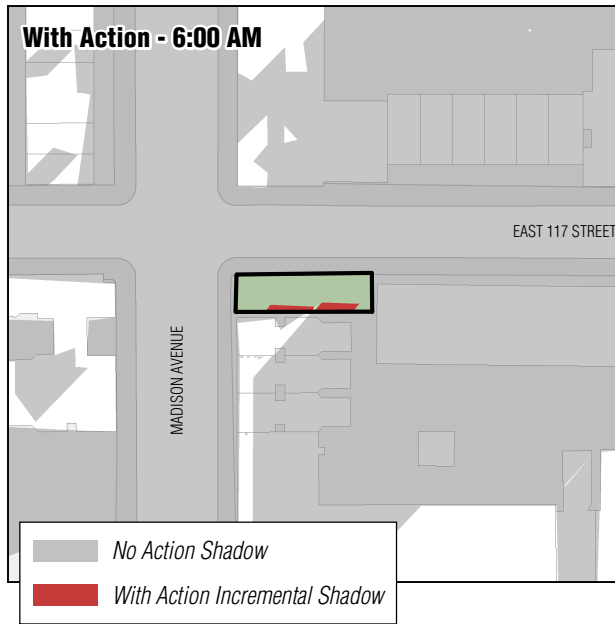 With Action - 6:00 AM
EAST 117 STREET
MADISON AVENUE
No Action Shadow
With Action Incremental Shadow